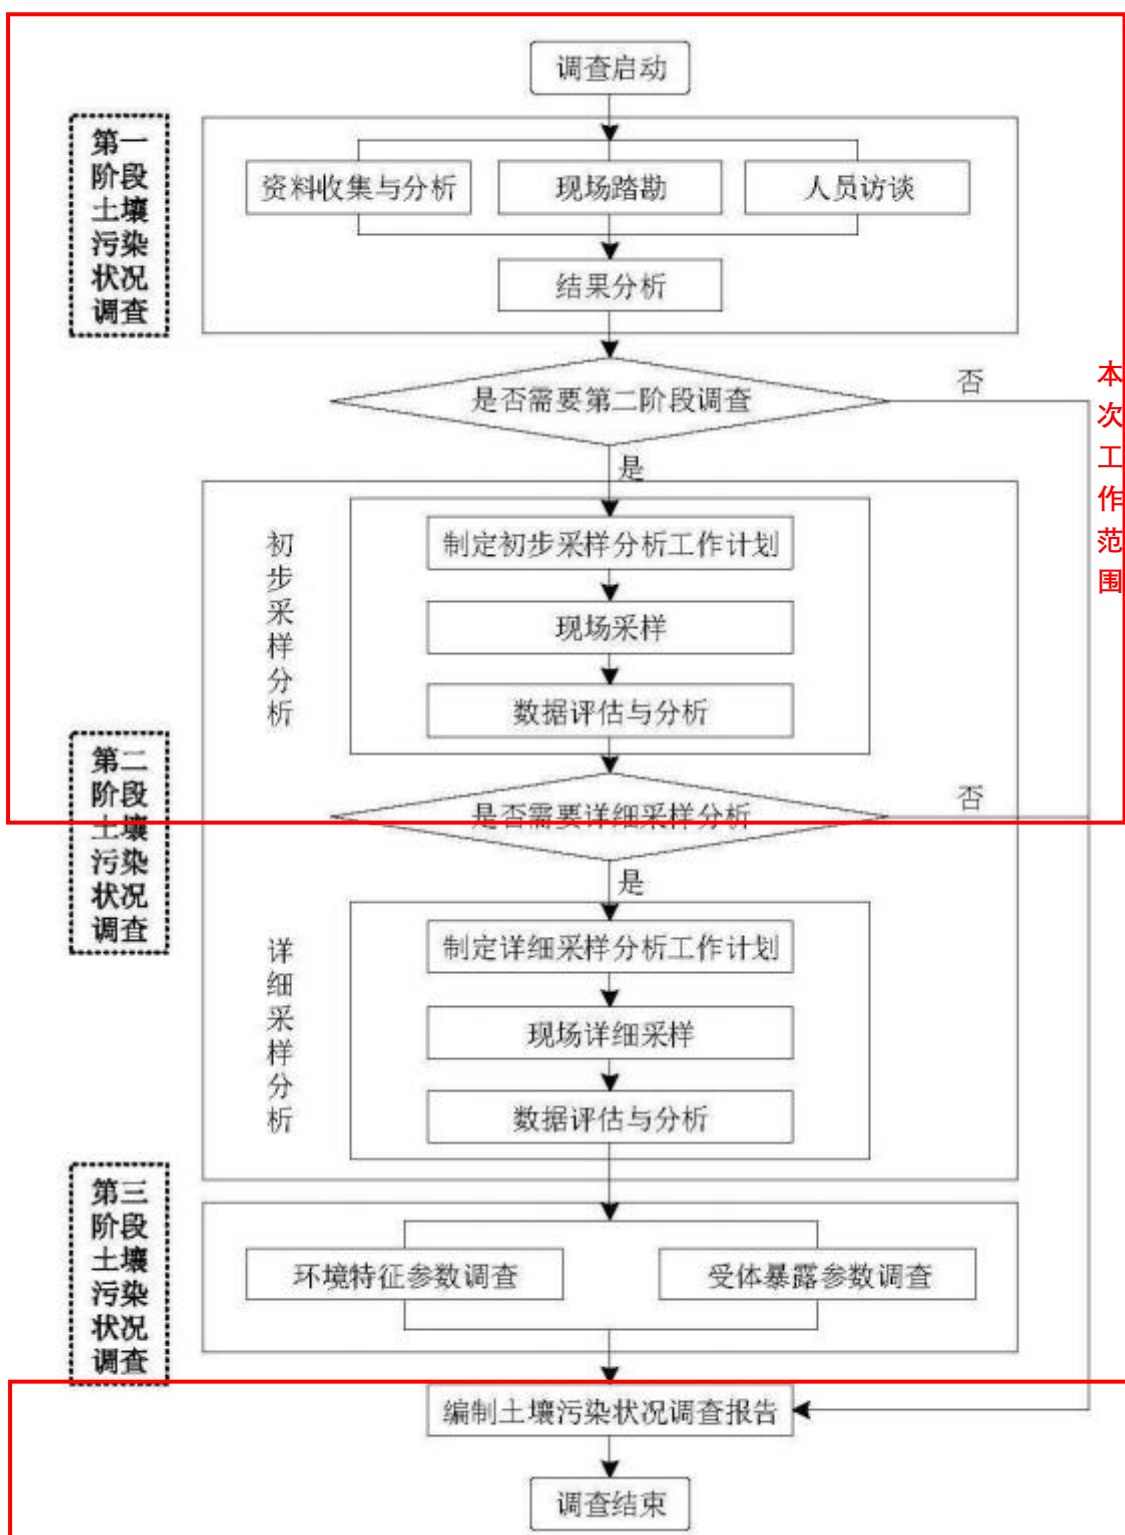 调查启动
第一
阶段
土壤
污染
状况
调查
资料收集与分析
现场踏勘
人员访谈
结果分析
是否需要第二阶段调查
否
是
本次工作范围
初步采样分析
制定初步采样分析工作计划
现场采样
数据评估与分析
第二
阶段
土壤
污染
状况
调查
是否需要详细采样分析
否
是
详细采样分析
制定详细采样分析工作计划
现场详细采样
数据评估与分析
第三
阶段
土壤
污染
状况
调查
环境特征参数调查
受体暴露参数调查
编制土壤污染状况调查报告
调查结束